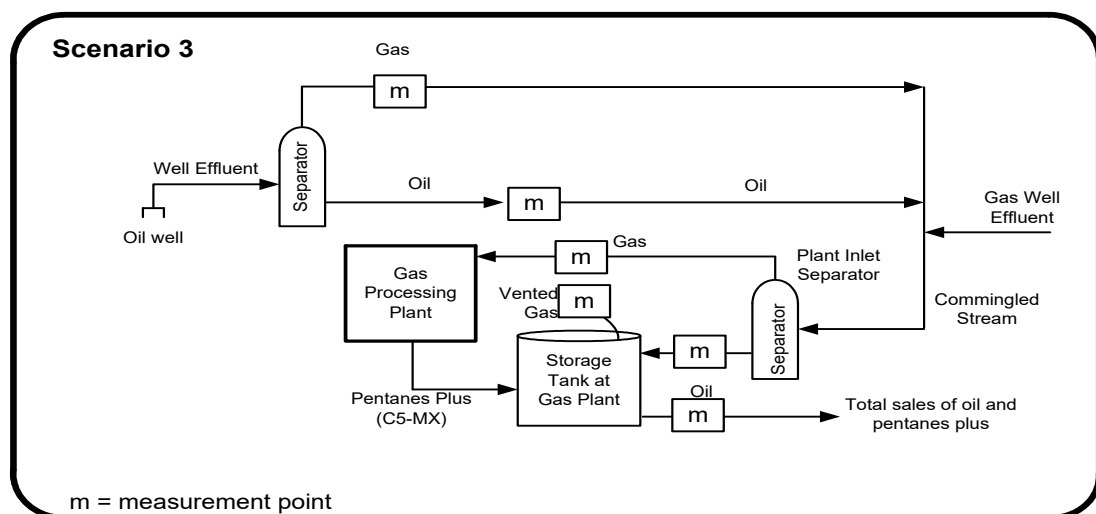 Scenario 3
Gas
m
Well Effluent
Separator
Oil
m
Oil
Oil well
Gas Well
Effluent
Gas
m
Plant Inlet
Separator
Gas
Processing
Plant
Vented
Gas
m
Commingled
Stream
Separator
m
Storage
Tank at
Gas Plant
Pentanes Plus
(C5-MX)
Oil
m
Total sales of oil and
pentanes plus
m = measurement point